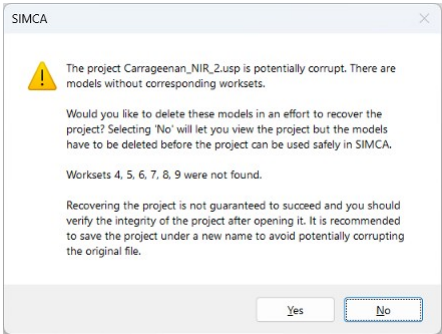 SIMCA
The project Carrageenan_NIR_2.usp is potentially corrupt. There are
models without corresponding worksets.
Would you like to delete these models in an effort to recover the
project? Selecting 'No' will let you view the project but the models
have to be deleted before the project can be used safely in SIMCA.
Worksets 4, 5, 6, 7, 8, 9 were not found.
Recovering the project is not guaranteed to succeed and you should
verify the integrity of the project after opening it. It is recommended
to save the project under a new name to avoid potentially corrupting
the original file.
Yes
No